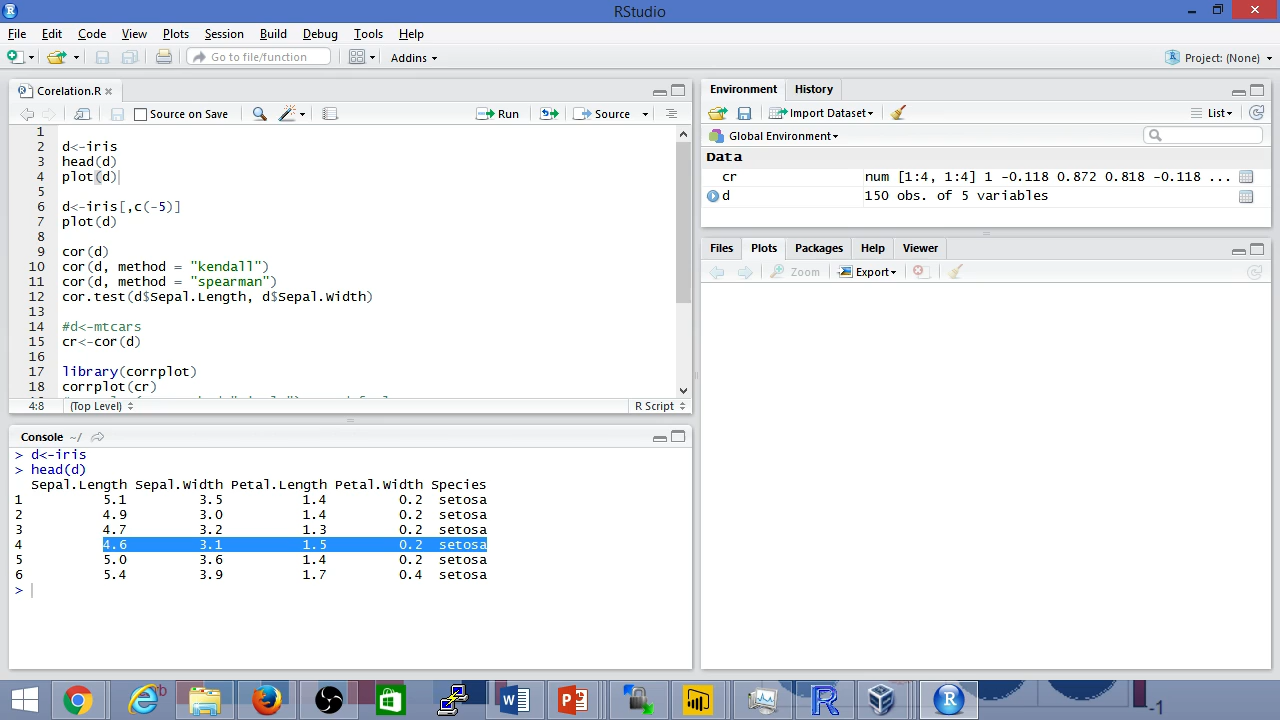 RStudio
File Edit Code View Plots Session Build Debug Tools Help
Go to file/function Addins Project: (None)
Corelation.R
Source on Save Run Source
1
2 d<-iris
3 head(d)
4 plot(d)
5
6 d<-iris[,c(-5)]
7 plot(d)
8
9 cor(d)
10 cor(d, method = "kendall")
11 cor(d, method = "spearman")
12 cor.test(d$Sepal.Length, d$Sepal.Width)
13
14 #d<-mtcars
15 cr<-cor(d)
16
17 library(corrplot)
18 corrplot(cr)
4:8 (Top Level) R Script
Console ~/
> d<-iris
> head(d)
Sepal.Length Sepal.Width Petal.Length Petal.Width Species
1 5.1 3.5 1.4 0.2 setosa
2 4.9 3.0 1.4 0.2 setosa
3 4.7 3.2 1.3 0.2 setosa
4 4.6 3.1 1.5 0.2 setosa
5 5.0 3.6 1.4 0.2 setosa
6 5.4 3.9 1.7 0.4 setosa
>
Environment History
Import Dataset List
Global Environment
Data
cr num [1:4, 1:4] 1 -0.118 0.872 0.818 -0.118 ...
d 150 obs. of 5 variables
Files Plots Packages Help Viewer
Zoom Export
rb
-1